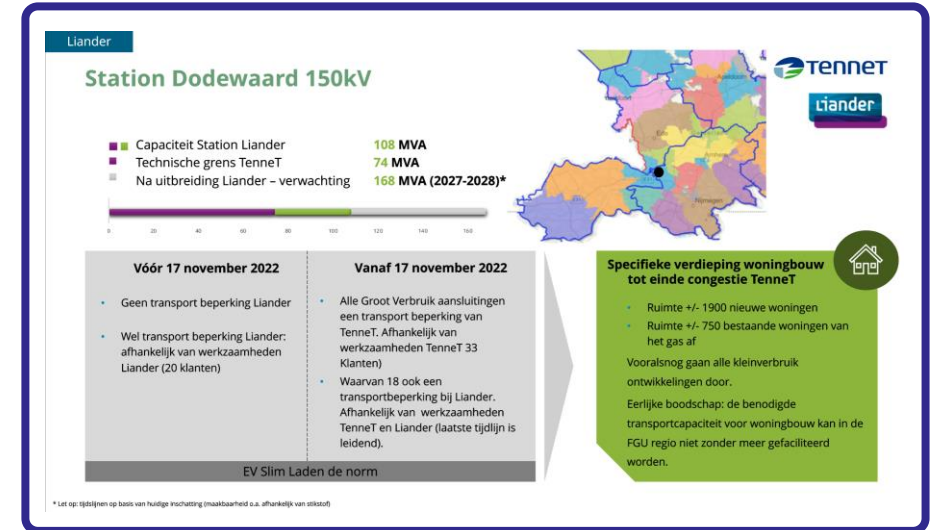 Liander
Station Dodewaard 150kV
TenneT
Liander
Capaciteit Station Liander 108 MVA
Technische grens TenneT 74 MVA
Na uitbreiding Liander – verwachting 168 MVA (2027-2028)*
0 20 40 60 80 100 120 140 160
Nijmegen
Vóór 17 november 2022
• Geen transport beperking Liander
• Wel transport beperking Liander:
afhankelijk van werkzaamheden
Liander (20 klanten)
Vanaf 17 november 2022
• Alle Groot Verbruik aansluitingen
een transport beperking van
TenneT. Afhankelijk van
werkzaamheden TenneT 33
Klanten)
• Waarvan 18 ook een
transportbeperking bij Liander.
Afhankelijk van werkzaamheden
TenneT en Liander (laatste tijdlijn is
leidend).
EV Slim Laden de norm
Specifieke verdieping woningbouw
tot einde congestie TenneT
• Ruimte +/- 1900 nieuwe woningen
• Ruimte +/- 750 bestaande woningen van
het gas af
Vooralsnog gaan alle kleinverbruik
ontwikkelingen door.
Eerlijke boodschap: de benodigde
transportcapaciteit voor woningbouw kan in de
FGU regio niet zonder meer gefaciliteerd
worden.
* Let op: tijdslijnen op basis van huidige inschatting (maakbaarheid o.a. afhankelijk van stikstof)